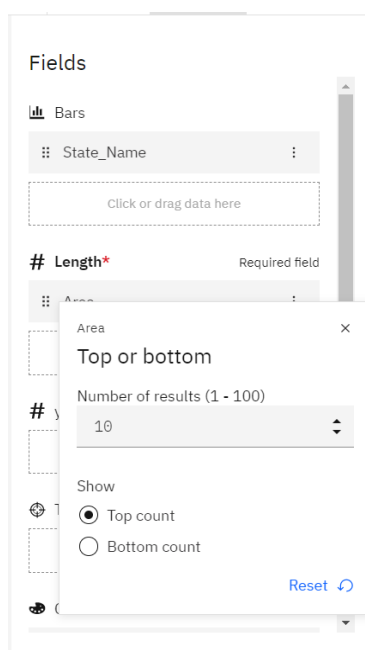 Fields
Bars
State_Name
Click or drag data here
# Length* Required field
Area
Area
Top or bottom
Number of results (1 - 100)
10
#
Show
Top count
Bottom count
Reset